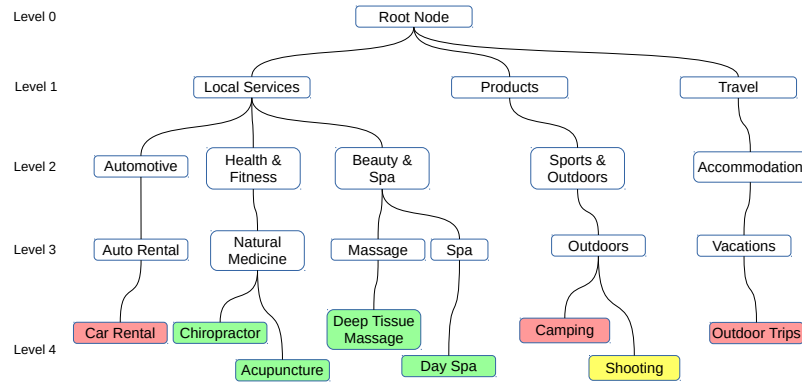 Level 0
Root Node
Level 1
Local Services
Products
Travel
Level 2
Automotive
Health &
Fitness
Beauty &
Spa
Sports &
Outdoors
Accommodation
Level 3
Auto Rental
Natural
Medicine
Massage
Spa
Outdoors
Vacations
Level 4
Car Rental
Chiropractor
Acupuncture
Deep Tissue
Massage
Day Spa
Camping
Shooting
Outdoor Trips